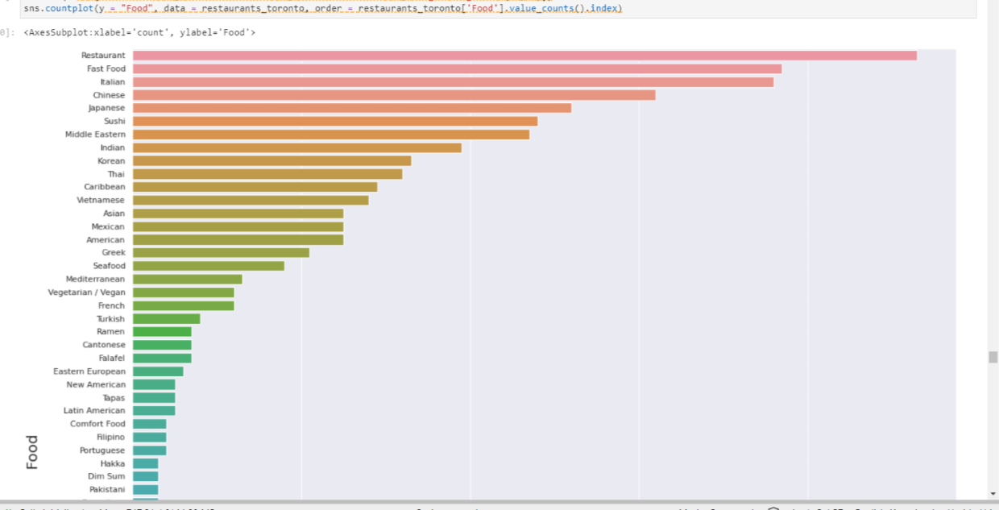 sns.countplot(y = "Food", data = restaurants_toronto, order = restaurants_toronto['Food'].value_counts().index)
0]: <AxesSubplot:xlabel='count', ylabel='Food'>
Restaurant
Fast Food
Italian
Chinese
Japanese
Sushi
Middle Eastern
Indian
Korean
Thai
Caribbean
Vietnamese
Asian
Mexican
American
Greek
Seafood
Mediterranean
Vegetarian / Vegan
French
Turkish
Ramen
Cantonese
Falafel
Eastern European
New American
Tapas
Latin American
Comfort Food
Filipino
Portuguese
Hakka
Dim Sum
Pakistani
Food